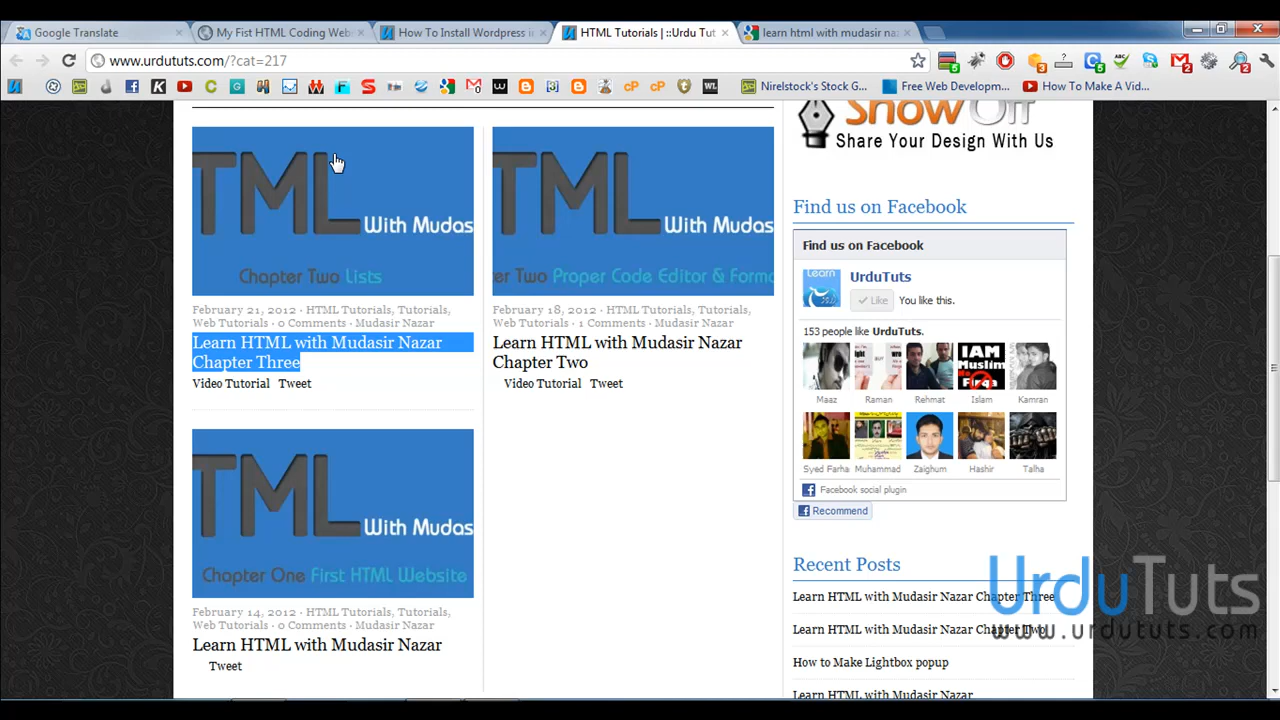 Google Translate
My Fist HTML Coding Web
How To Install Wordpress i
HTML Tutorials | ::Urdu Tut
learn html with mudasir na
www.urdututs.com/?cat=217
Nirelstock's Stock G...
Free Web Developm...
How To Make A Vid...
ShowOff
Share Your Design With Us
TML
With Mudas
Chapter Two Lists
TML
With Mudas
er Two Proper Code Editor & Forma
February 21, 2012 · HTML Tutorials, Tutorials,
Web Tutorials · 0 Comments · Mudasir Nazar
Learn HTML with Mudasir Nazar
Chapter Three
Video Tutorial Tweet
February 18, 2012 · HTML Tutorials, Tutorials,
Web Tutorials · 1 Comments · Mudasir Nazar
Learn HTML with Mudasir Nazar
Chapter Two
Video Tutorial Tweet
TML
With Mudas
Chapter One First HTML Website
February 14, 2012 · HTML Tutorials, Tutorials,
Web Tutorials · 0 Comments · Mudasir Nazar
Learn HTML with Mudasir Nazar
Tweet
Find us on Facebook
Find us on Facebook
UrduTuts
Like You like this.
153 people like UrduTuts.
Maaz Raman Rehmat Islam Kamran
Syed Farha Muhammad Zaighum Hashir Talha
Facebook social plugin
Recommend
Recent Posts
Learn HTML with Mudasir Nazar Chapter Three
Learn HTML with Mudasir Nazar Chapter Two
How to Make Lightbox popup
Learn HTML with Mudasir Nazar
UrduTuts
www.urdututs.com